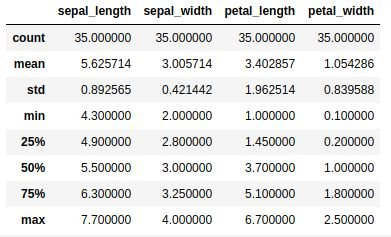 sepal_length sepal_width petal_length petal_width
count 35.000000 35.000000 35.000000 35.000000
mean 5.625714 3.005714 3.402857 1.054286
std 0.892565 0.421442 1.962514 0.839588
min 4.300000 2.000000 1.000000 0.100000
25% 4.900000 2.800000 1.450000 0.200000
50% 5.500000 3.000000 3.700000 1.000000
75% 6.300000 3.250000 5.100000 1.800000
max 7.700000 4.000000 6.700000 2.500000